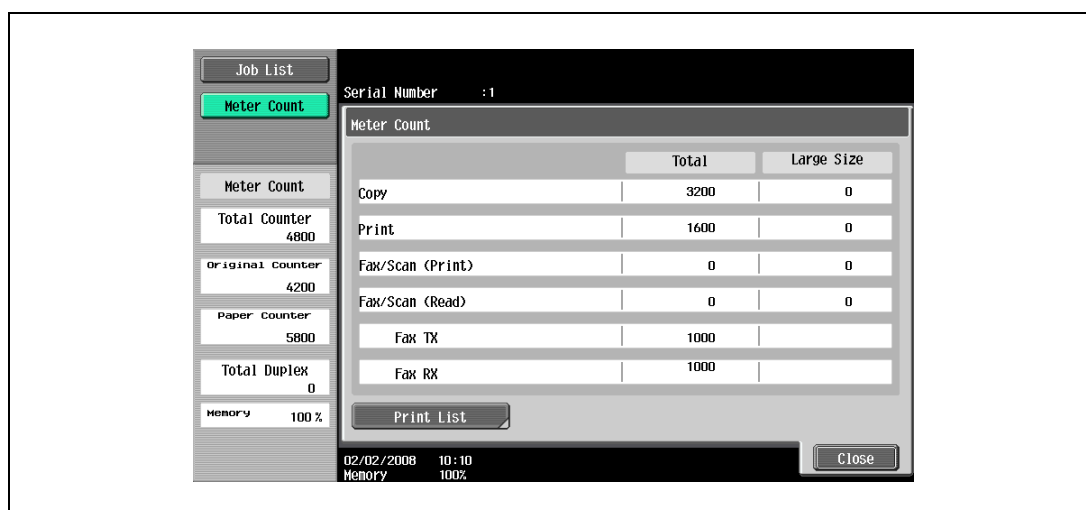 Job List
Meter Count
Meter Count
Total Counter
4800
Original Counter
4200
Paper Counter
5800
Total Duplex
0
Memory 100 %
Serial Number :1
Meter Count
Total Large Size
Copy 3200 0
Print 1600 0
Fax/Scan (Print) 0 0
Fax/Scan (Read) 0 0
Fax TX 1000
Fax RX 1000
Print List
02/02/2008 10:10
Memory 100%
Close